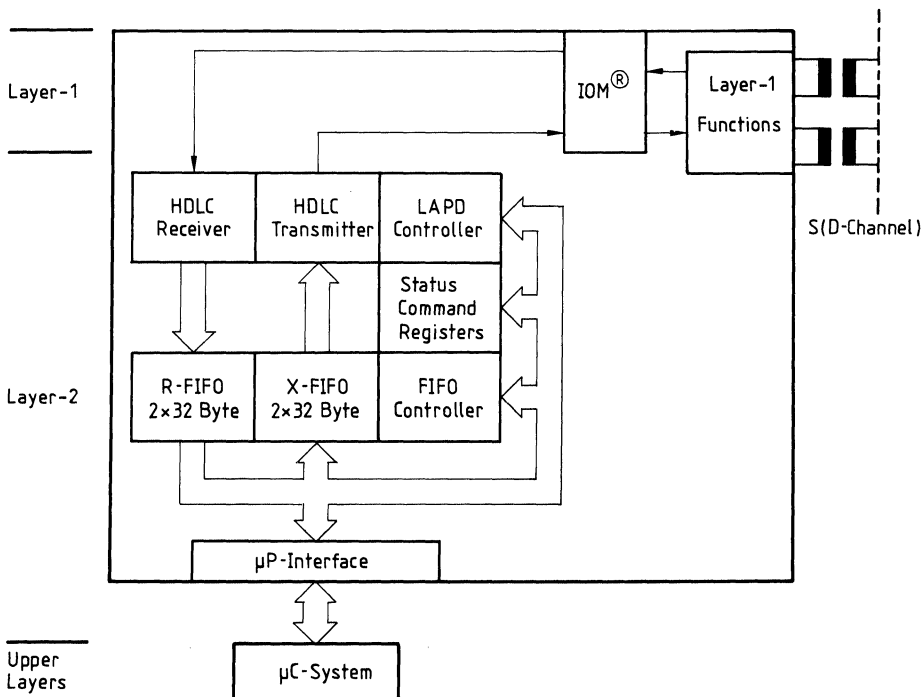 Layer-1
IOM®
Layer-1
Functions
S(D-Channel)
HDLC
Receiver
HDLC
Transmitter
LAPD
Controller
Status
Command
Registers
Layer-2
R-FIFO
2×32 Byte
X-FIFO
2×32 Byte
FIFO
Controller
µP-Interface
Upper
Layers
µC-System